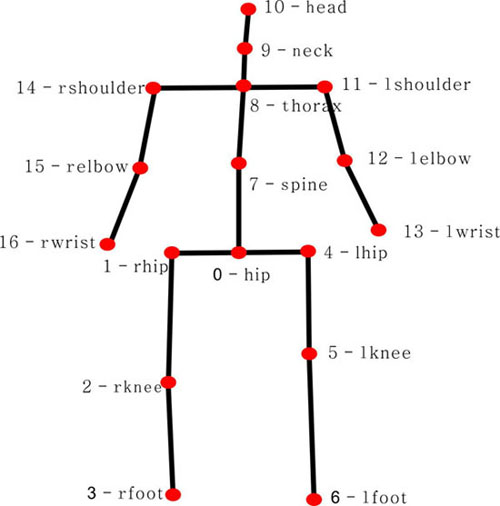 10 - head
9 - neck
14 - rshoulder
11 - lshoulder
8 - thorax
15 - relbow
12 - lelbow
7 - spine
16 - rwrist
13 - lwrist
1 - rhip
0 - hip
4 - lhip
5 - lknee
2 - rknee
3 - rfoot
6 - lfoot